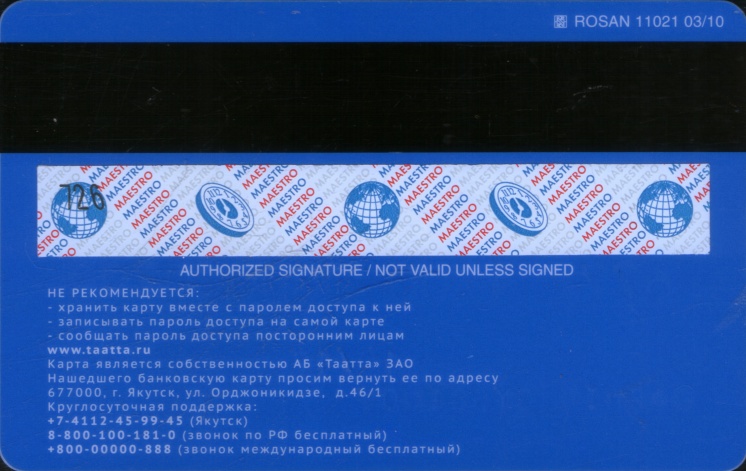 ROSAN 11021 03/10
726
AUTHORIZED SIGNATURE / NOT VALID UNLESS SIGNED
НЕ РЕКОМЕНДУЕТСЯ:
- хранить карту вместе с паролем доступа к ней
- записывать пароль доступа на самой карте
- сообщать пароль доступа посторонним лицам
www.taatta.ru
Карта является собственностью АБ «Таатта» ЗАО
Нашедшего банковскую карту просим вернуть ее по адресу
677000, г. Якутск, ул. Орджоникидзе, д.46/1
Круглосуточная поддержка:
+7-4112-45-99-45 (Якутск)
8-800-100-181-0 (звонок по РФ бесплатный)
+800-00000-888 (звонок международный бесплатный)